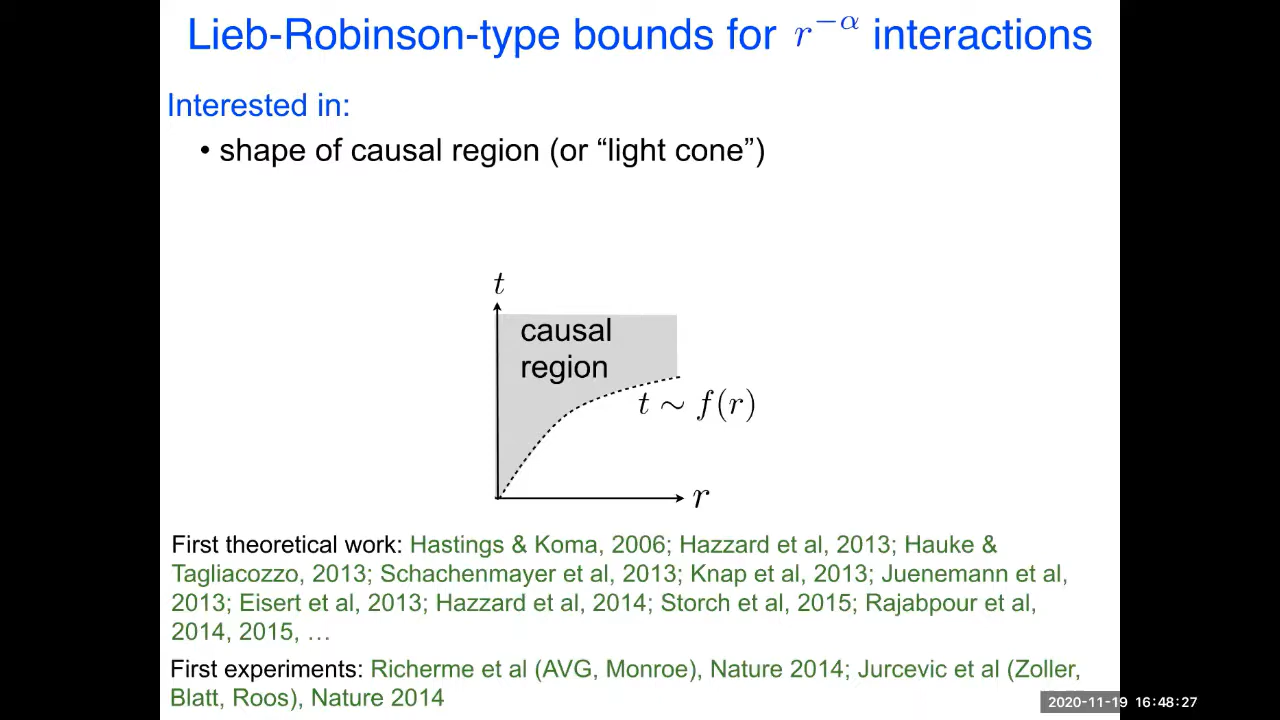 Lieb-Robinson-type bounds for r^{-α} interactions
Interested in:
• shape of causal region (or “light cone”)
t
causal
region
t ∼ f(r)
r
First theoretical work: Hastings & Koma, 2006; Hazzard et al, 2013; Hauke &
Tagliacozzo, 2013; Schachenmayer et al, 2013; Knap et al, 2013; Juenemann et al,
2013; Eisert et al, 2013; Hazzard et al, 2014; Storch et al, 2015; Rajabpour et al,
2014, 2015, …
First experiments: Richerme et al (AVG, Monroe), Nature 2014; Jurcevic et al (Zoller,
Blatt, Roos), Nature 2014
2020-11-19 16:48:27